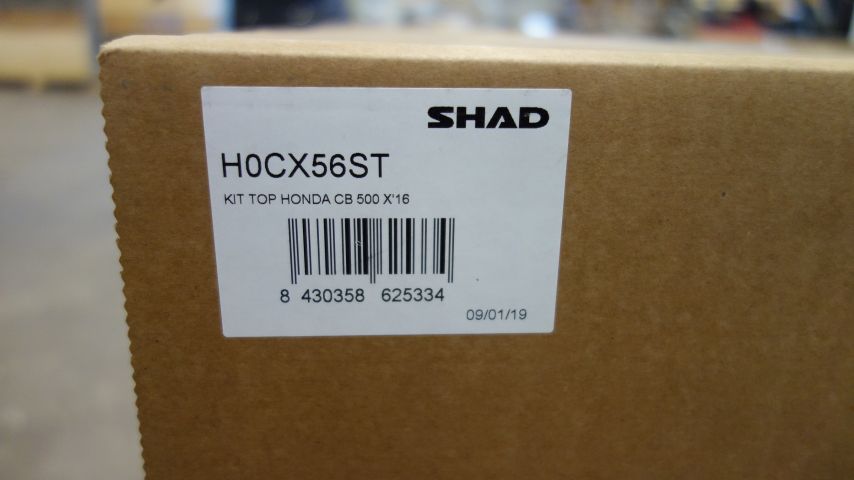 SHAD
H0CX56ST
KIT TOP HONDA CB 500 X'16
8 430358 625334
09/01/19